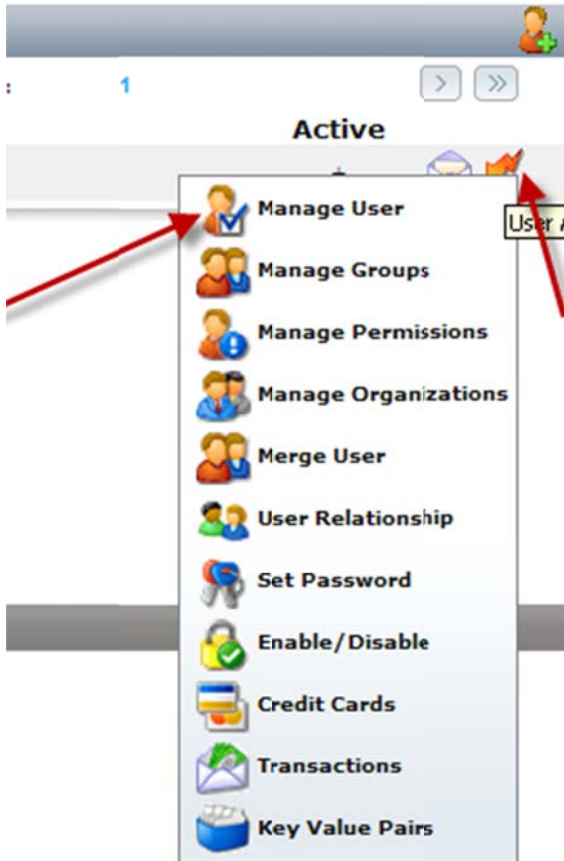 : 1 > >>
Active
Manage User
User A
Manage Groups
Manage Permissions
Manage Organizations
Merge User
User Relationship
Set Password
Enable/Disable
Credit Cards
Transactions
Key Value Pairs